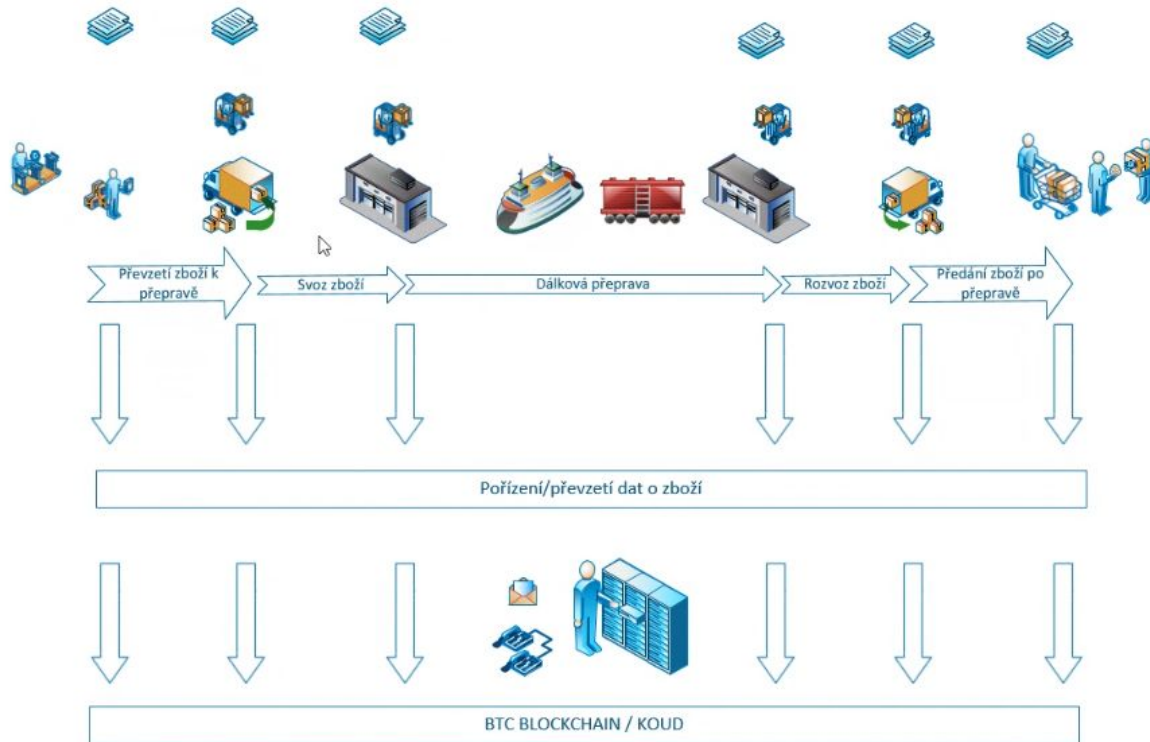 Převzetí zboží k
přepravě
Svoz zboží
Dálková přeprava
Rozvoz zboží
Předání zboží po
přepravě
Pořízení/převzetí dat o zboží
BTC BLOCKCHAIN / KOUD